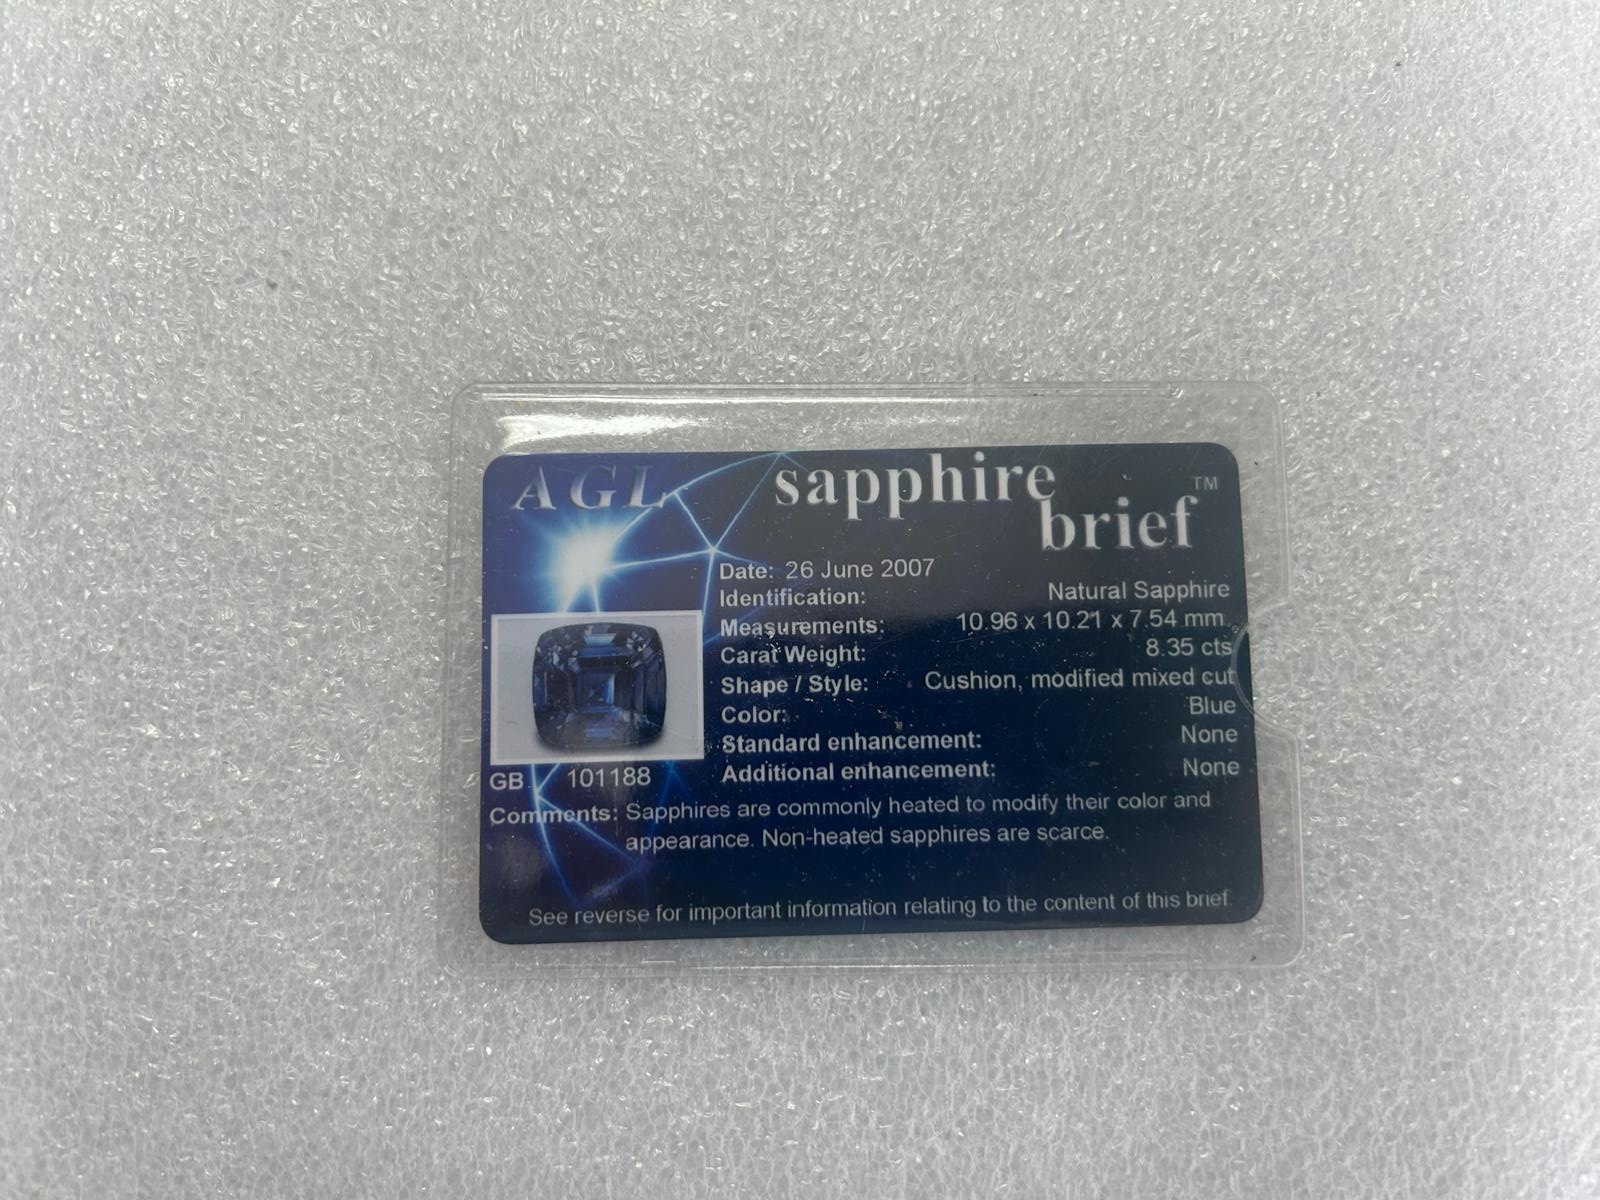 AGL
sapphire
brief™
Date: 26 June 2007
Identification: Natural Sapphire
Measurements: 10.96 x 10.21 x 7.54 mm.
Carat Weight: 8.35 cts
Shape / Style: Cushion, modified mixed cut
Color: Blue
Standard enhancement: None
Additional enhancement: None
GB 101188
Comments: Sapphires are commonly heated to modify their color and
appearance. Non-heated sapphires are scarce.
See reverse for important information relating to the content of this brief.